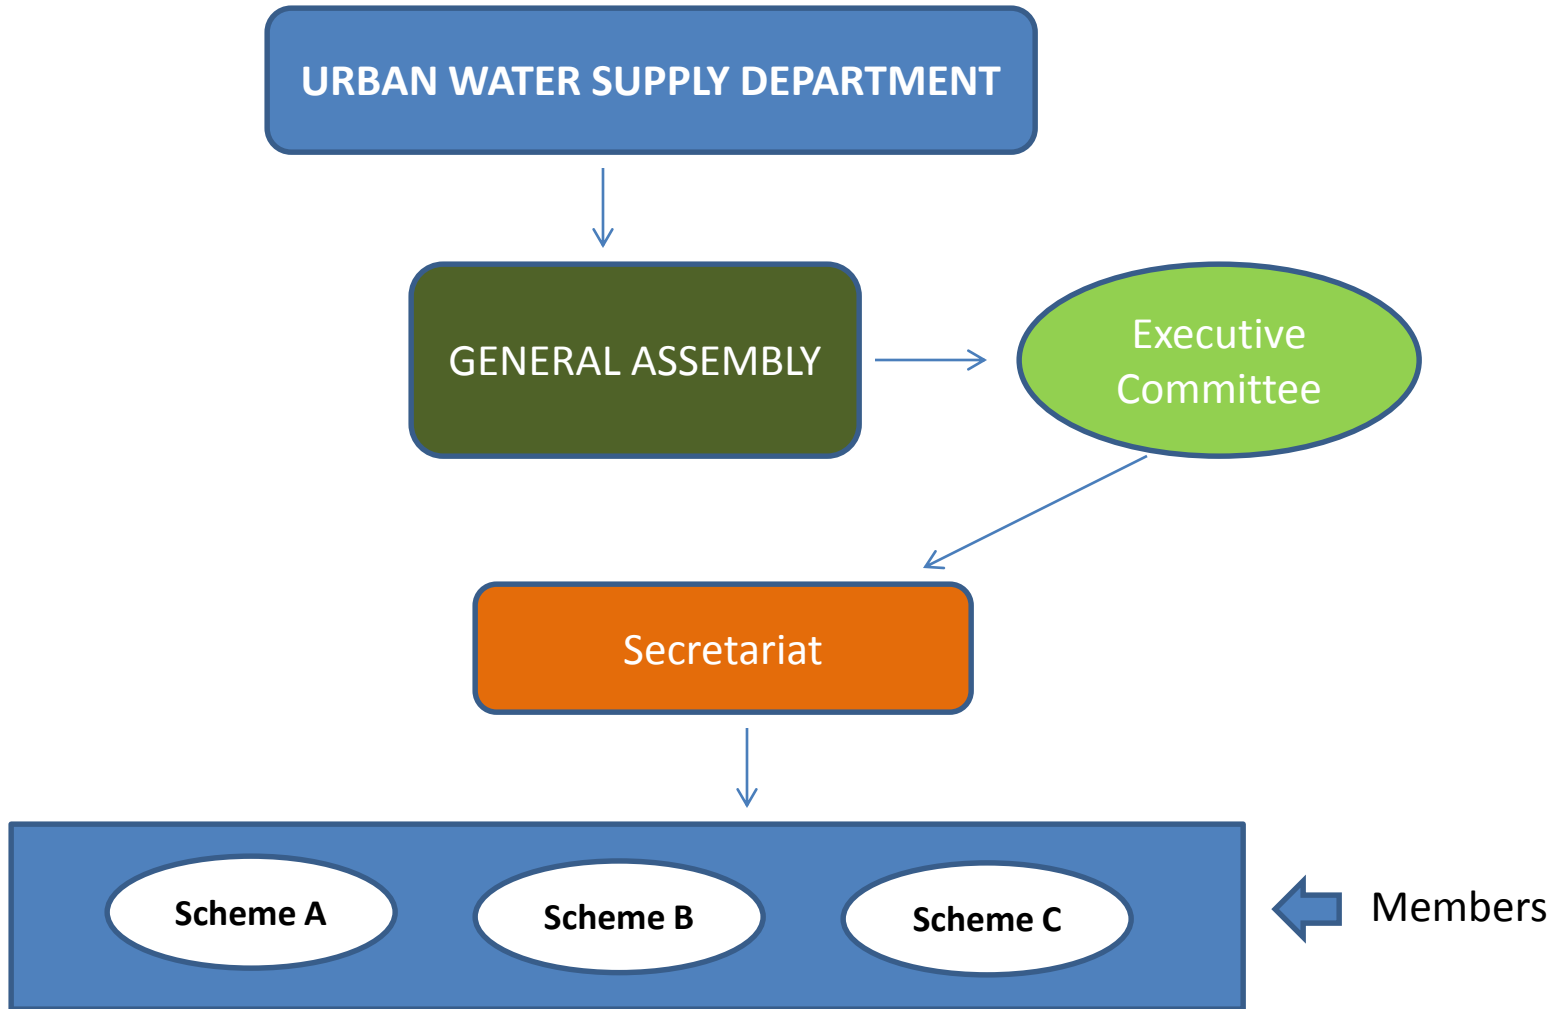 URBAN WATER SUPPLY DEPARTMENT
GENERAL ASSEMBLY
Executive
Committee
Secretariat
Scheme A
Scheme B
Scheme C
Members